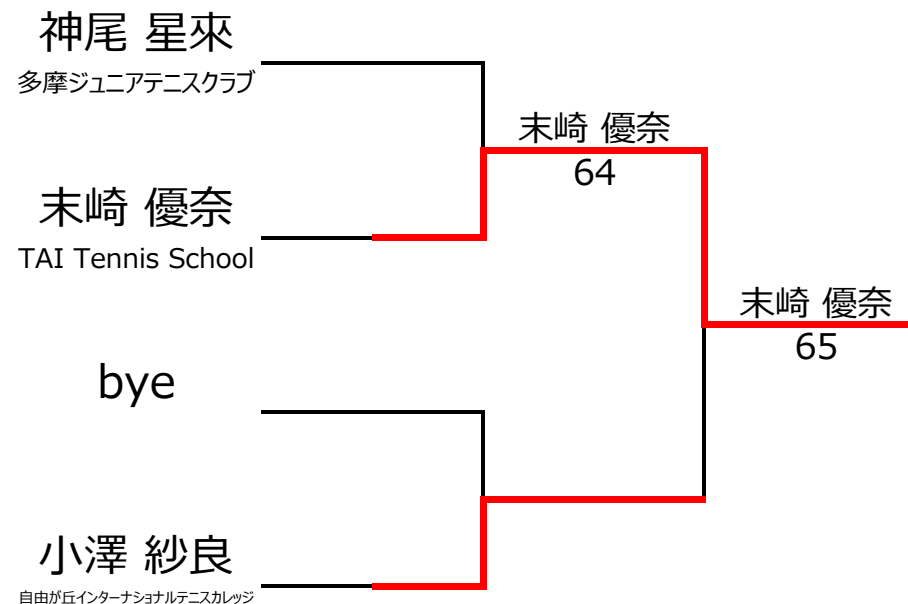 神尾 星來
多摩ジュニアテニスクラブ
末崎 優奈
64
末崎 優奈
TAI Tennis School
末崎 優奈
65
bye
小澤 紗良
自由が丘インターナショナルテニスカレッジ